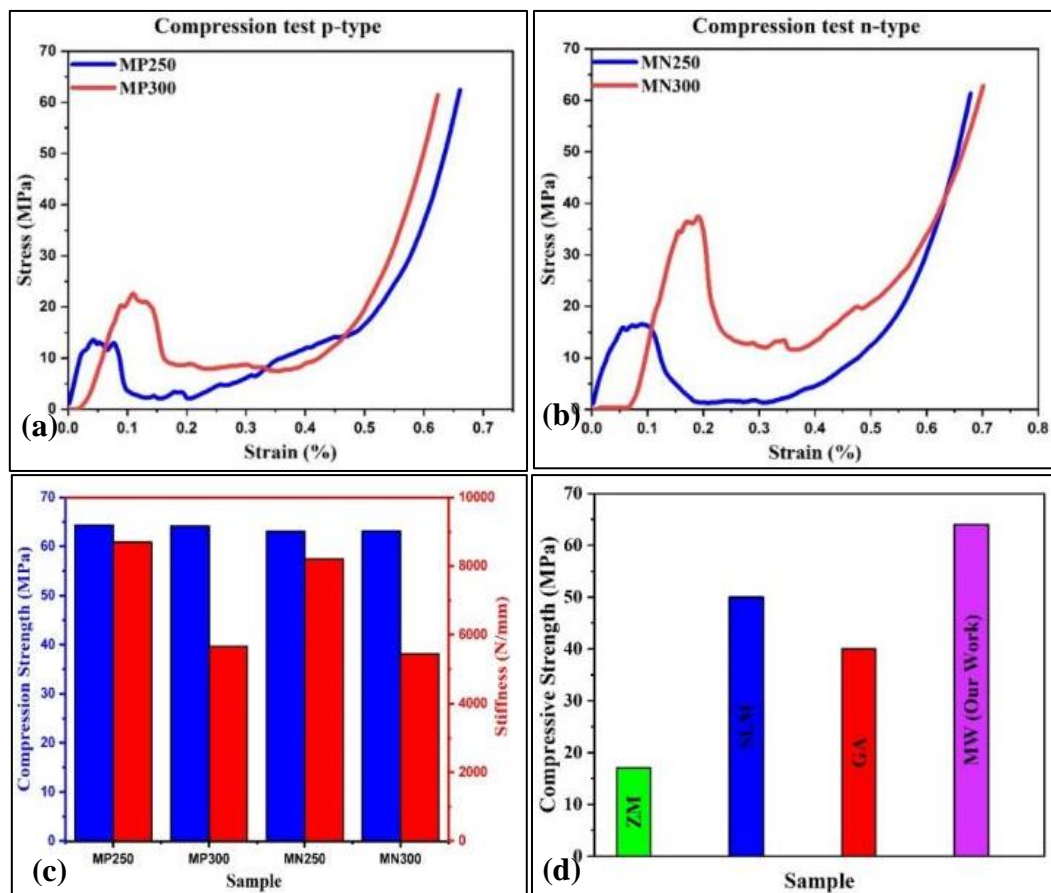 Compression test p-type
MP250
MP300
70
60
50
40
30
20
10
0
Stress (MPa)
0.0 0.1 0.2 0.3 0.4 0.5 0.6 0.7
Strain (%)
(a)
Compression test n-type
MN250
MN300
70
60
50
40
30
20
10
0
Stress (MPa)
0.0 0.1 0.2 0.3 0.4 0.5 0.6 0.7 0.8
Strain (%)
(b)
70
60
50
40
30
20
10
0
Compression Strength (MPa)
10000
8000
6000
4000
2000
0
Stiffness (N/mm)
MP250 MP300 MN250 MN300
Sample
(c)
70
60
50
40
30
20
10
0
Compressive Strength (MPa)
ZM
SLM
GA
MW (Our Work)
Sample
(d)